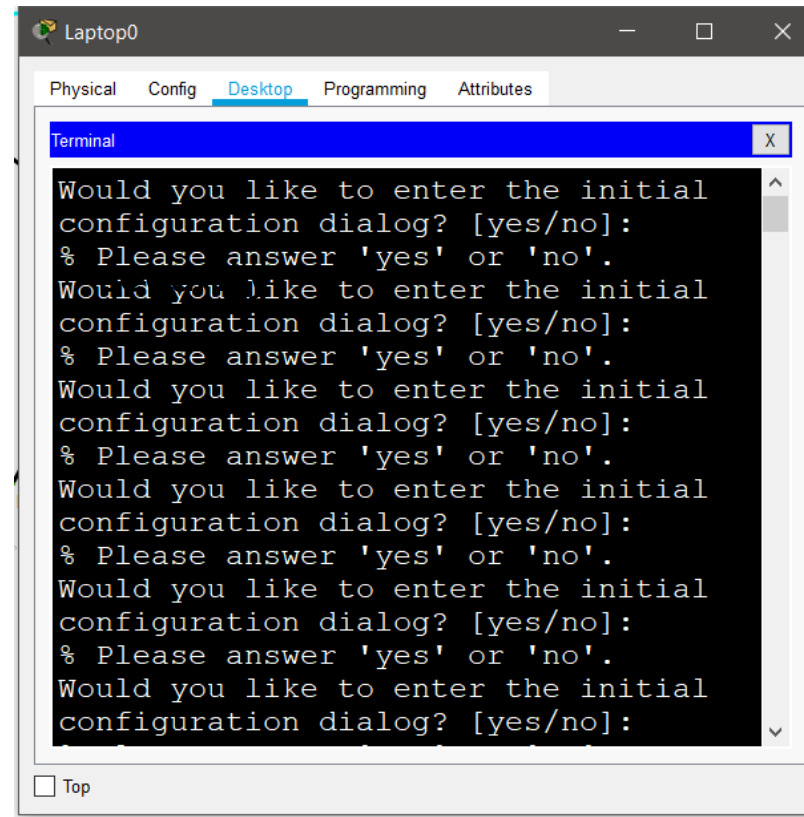 Laptop0
Physical Config Desktop Programming Attributes
Terminal X
Would you like to enter the initial
configuration dialog? [yes/no]:
% Please answer 'yes' or 'no'.
Would you like to enter the initial
configuration dialog? [yes/no]:
% Please answer 'yes' or 'no'.
Would you like to enter the initial
configuration dialog? [yes/no]:
% Please answer 'yes' or 'no'.
Would you like to enter the initial
configuration dialog? [yes/no]:
% Please answer 'yes' or 'no'.
Would you like to enter the initial
configuration dialog? [yes/no]:
% Please answer 'yes' or 'no'.
Would you like to enter the initial
configuration dialog? [yes/no]:
Top